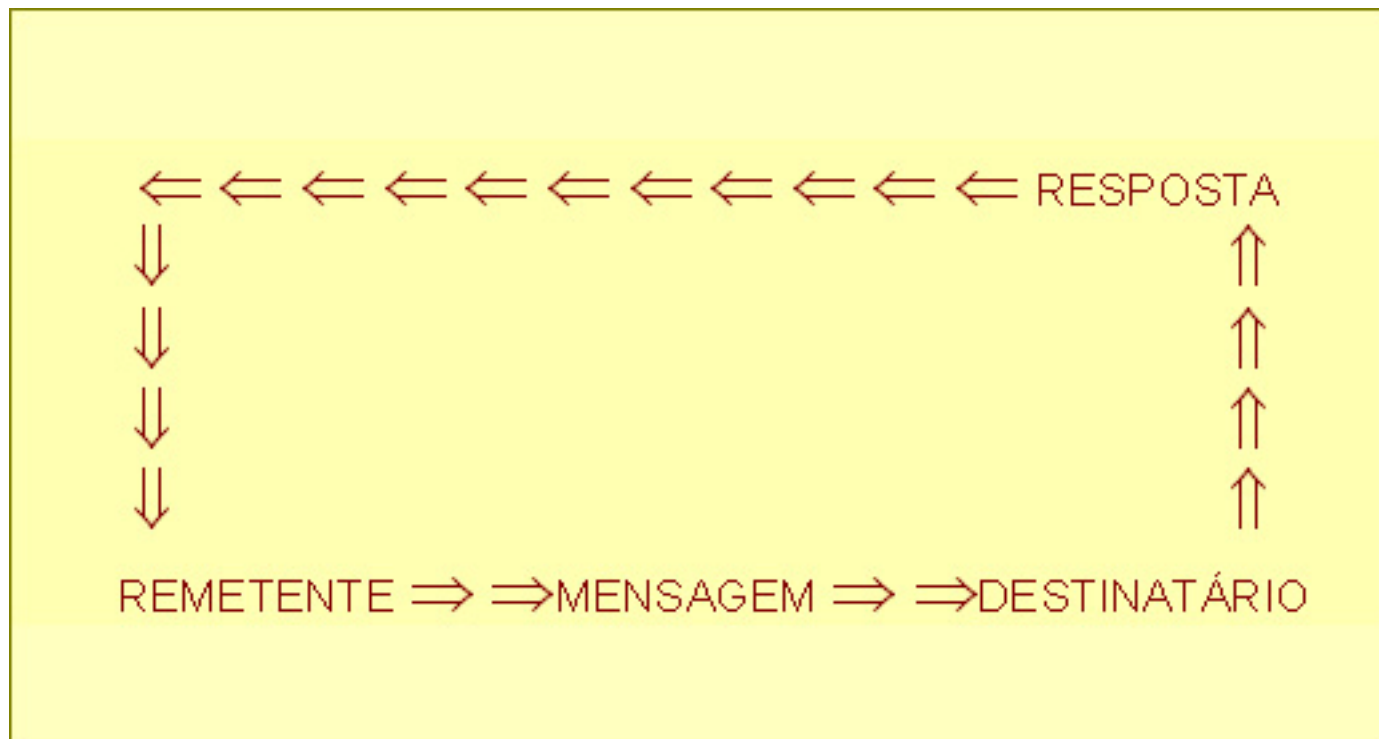 ⇐ ⇐ ⇐ ⇐ ⇐ ⇐ ⇐ ⇐ ⇐ ⇐ ⇐ RESPOSTA
⇓ ⇑
⇓ ⇑
⇓ ⇑
⇓ ⇑
REMETENTE ⇒ ⇒MENSAGEM ⇒ ⇒DESTINATÁRIO